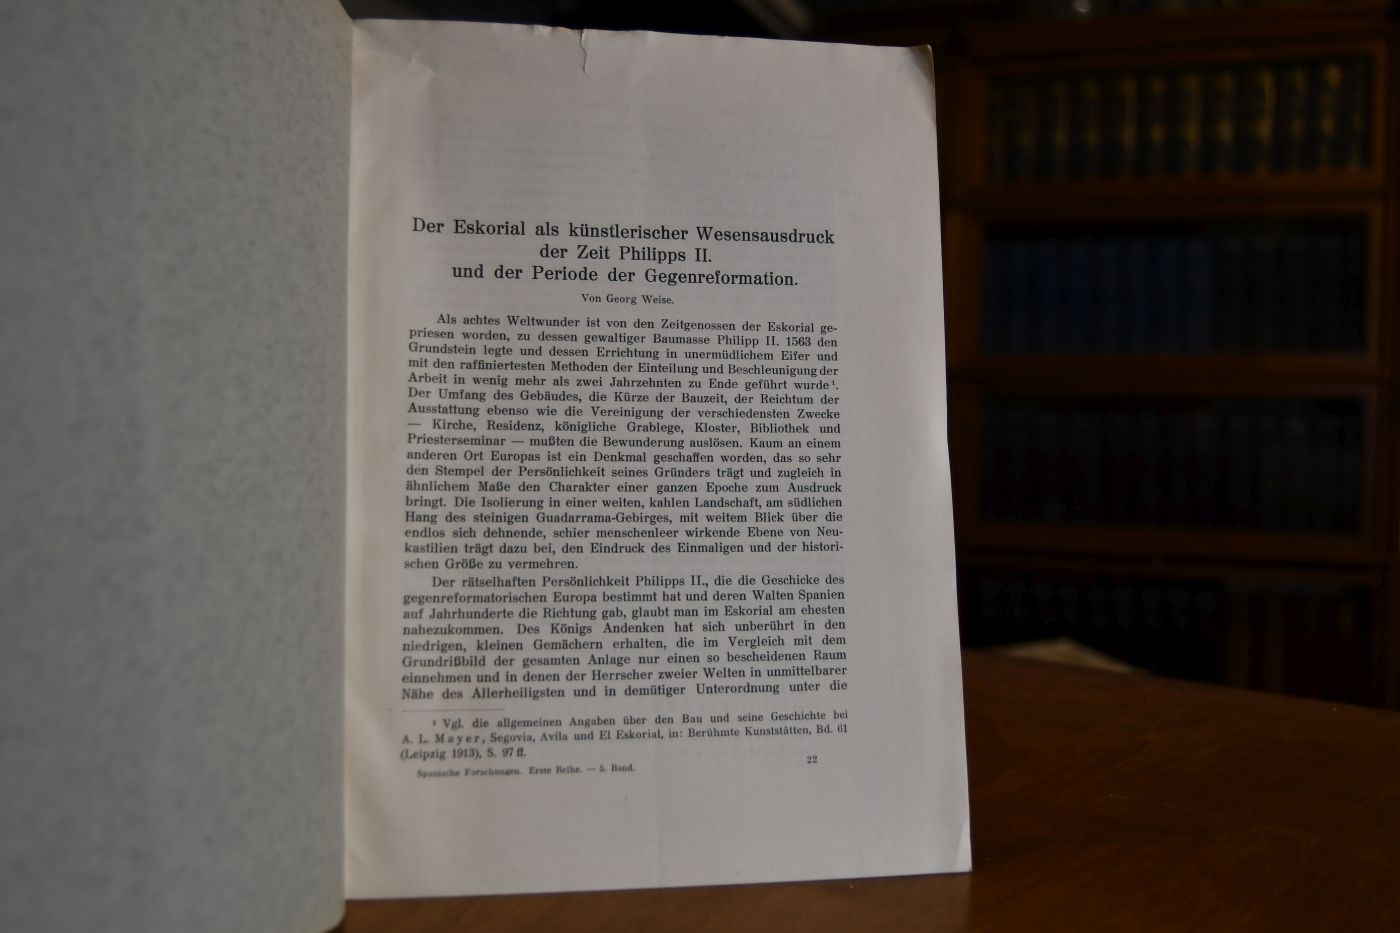 Der Eskorial als künstlerischer Wesensausdruck
der Zeit Philipps II.
und der Periode der Gegenreformation.
Von Georg Weise.
Als achtes Weltwunder ist von den Zeitgenossen der Eskorial ge-
priesen worden, zu dessen gewaltiger Baumasse Philipp II. 1563 den
Grundstein legte und dessen Errichtung in unermüdlichem Eifer und
mit den raffiniertesten Methoden der Einteilung und Beschleunigung der
Arbeit in wenig mehr als zwei Jahrzehnten zu Ende geführt wurde¹.
Der Umfang des Gebäudes, die Kürze der Bauzeit, der Reichtum der
Ausstattung ebenso wie die Vereinigung der verschiedensten Zwecke
— Kirche, Residenz, königliche Grablege, Kloster, Bibliothek und
Priesterseminar — mußten die Bewunderung auslösen. Kaum an einem
anderen Ort Europas ist ein Denkmal geschaffen worden, das so sehr
den Stempel der Persönlichkeit seines Gründers trägt und zugleich in
ähnlichem Maße den Charakter einer ganzen Epoche zum Ausdruck
bringt. Die Isolierung in einer weiten, kahlen Landschaft, am südlichen
Hang des steinigen Guadarrama-Gebirges, mit weitem Blick über die
endlos sich dehnende, schier menschenleer wirkende Ebene von Neu-
kastilien trägt dazu bei, den Eindruck des Einmaligen und der histori-
schen Größe zu vermehren.
Der rätselhaften Persönlichkeit Philipps II., die die Geschicke des
gegenreformatorischen Europa bestimmt hat und deren Walten Spanien
auf Jahrhunderte die Richtung gab, glaubt man im Eskorial am ehesten
nahezukommen. Des Königs Andenken hat sich unberührt in den
niedrigen, kleinen Gemächern erhalten, die im Vergleich mit dem
Grundrißbild der gesamten Anlage nur einen so bescheidenen Raum
einnehmen und in denen der Herrscher zweier Welten in unmittelbarer
Nähe des Allerheiligsten und in demütiger Unterordnung unter die
¹ Vgl. die allgemeinen Angaben über den Bau und seine Geschichte bei
A. L. Mayer, Segovia, Avila und El Eskorial, in: Berühmte Kunststätten, Bd. 61
(Leipzig 1913), S. 97 ff.
Spanische Forschungen. Erste Reihe. — 5. Band.
22